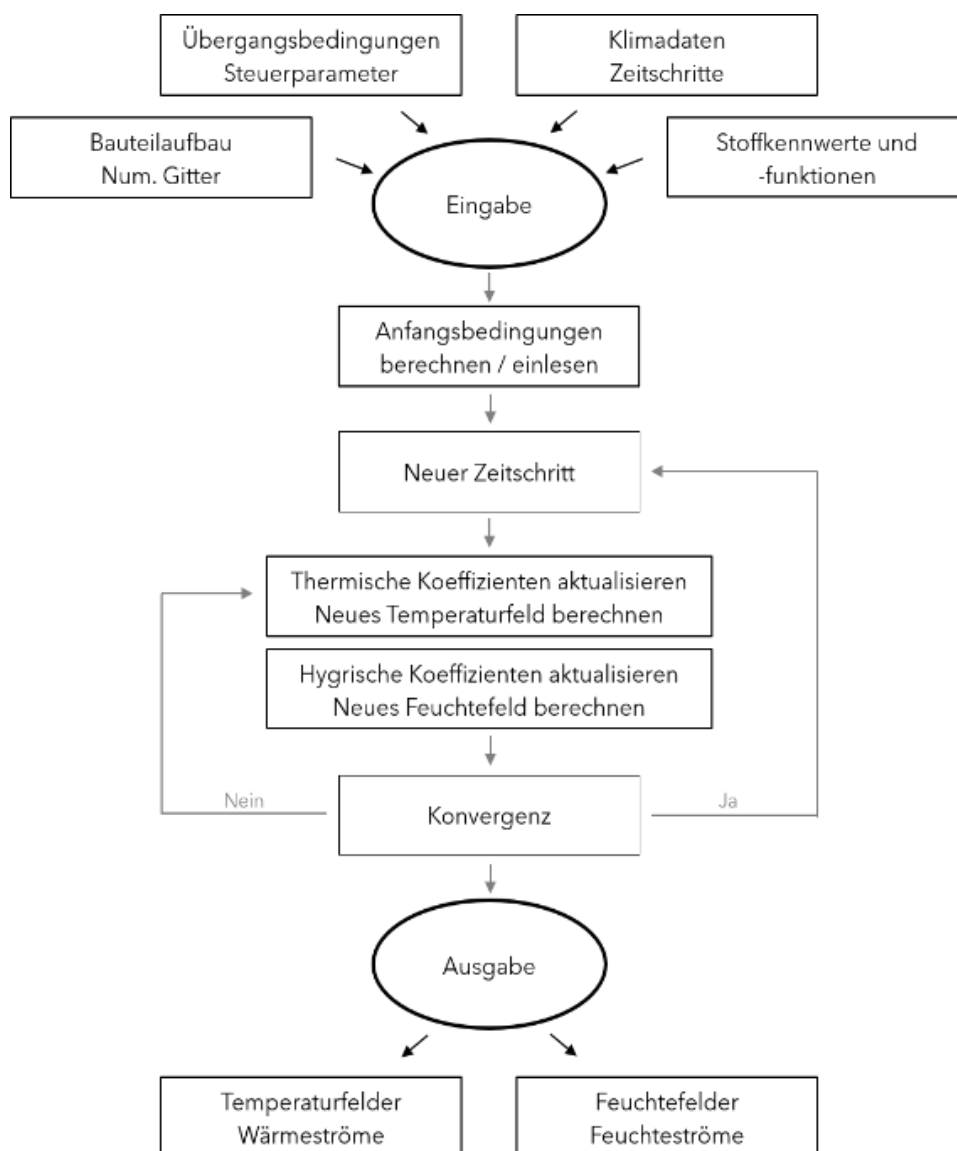 Übergangsbedingungen
Steuerparameter
Klimadaten
Zeitschritte
Bauteilaufbau
Num. Gitter
Stoffkennwerte und
-funktionen
Eingabe
Anfangsbedingungen
berechnen / einlesen
Neuer Zeitschritt
Thermische Koeffizienten aktualisieren
Neues Temperaturfeld berechnen
Hygrische Koeffizienten aktualisieren
Neues Feuchtefeld berechnen
Nein
Konvergenz
Ja
Ausgabe
Temperaturfelder
Wärmeströme
Feuchtefelder
Feuchteströme